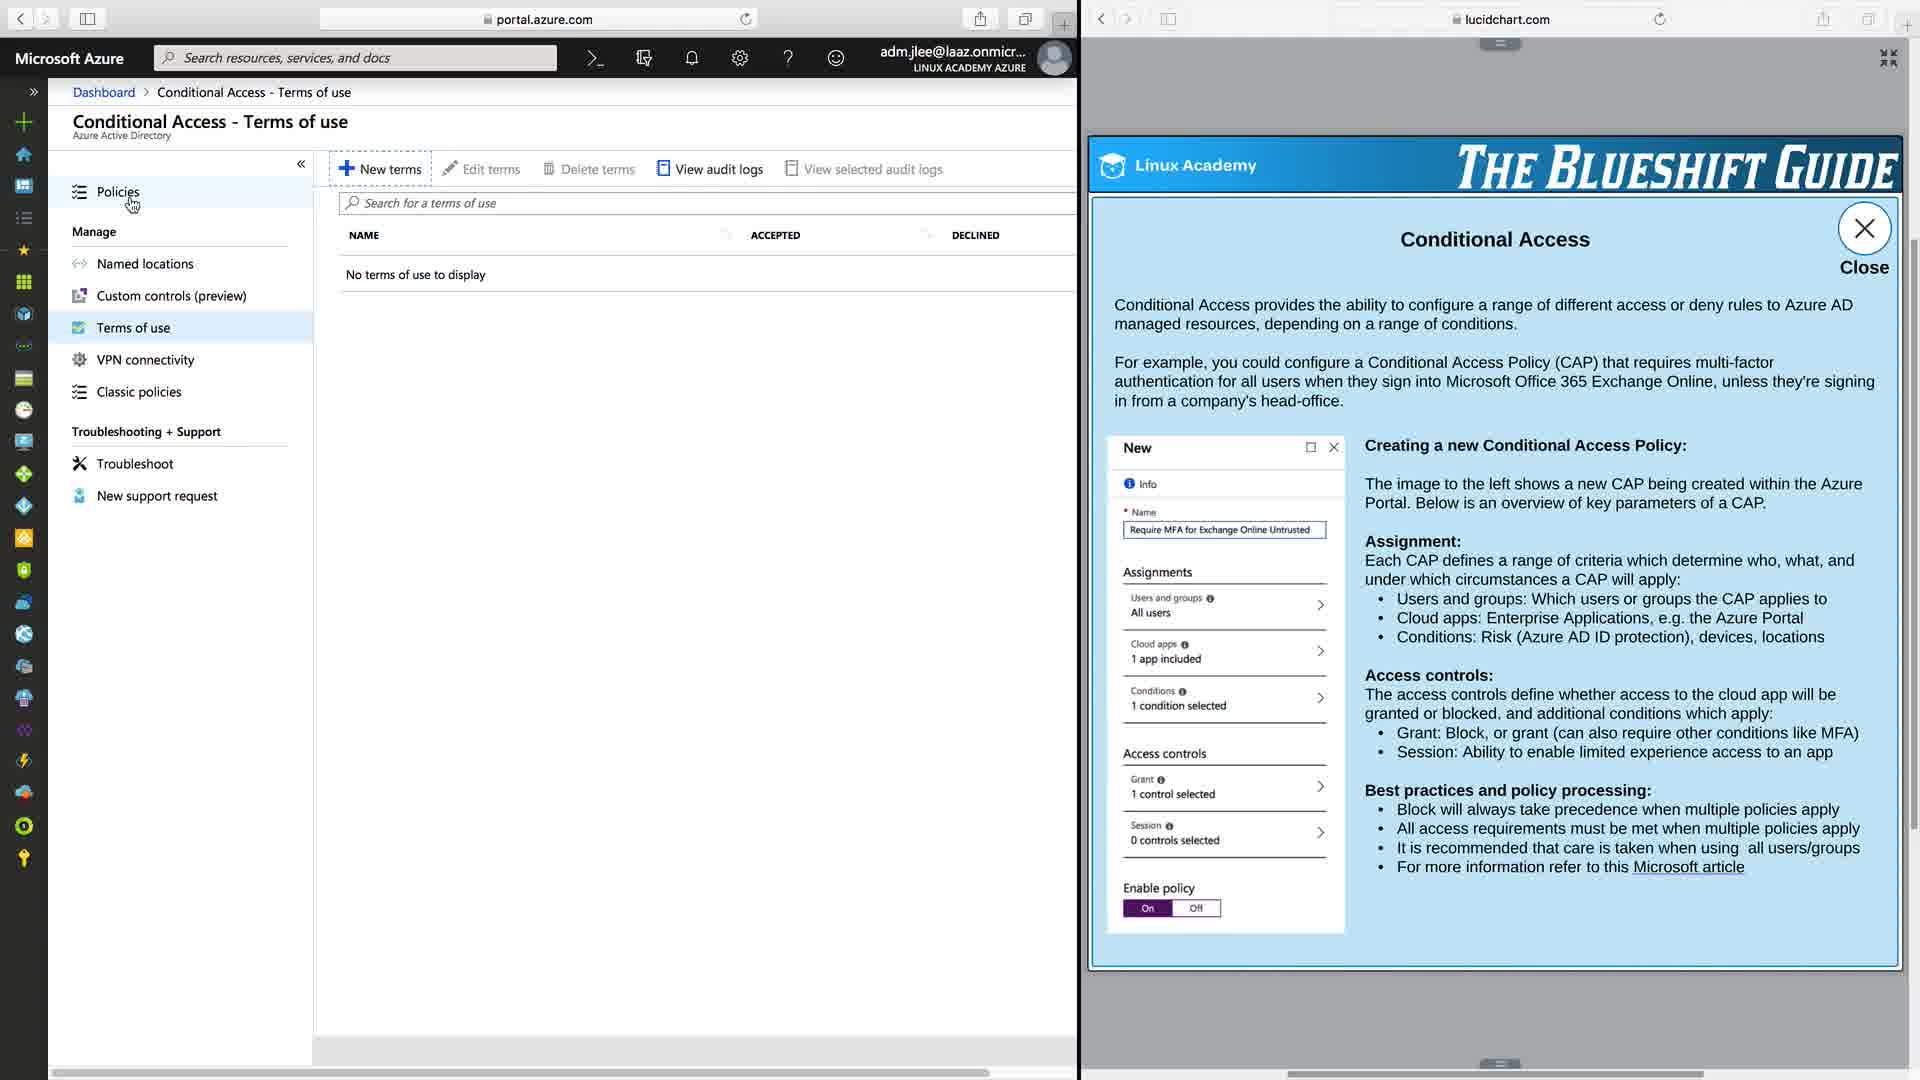 portal.azure.com
Microsoft Azure
Search resources, services, and docs
adm.jlee@laaz.onmicr...
LINUX ACADEMY AZURE
Dashboard > Conditional Access - Terms of use
Conditional Access - Terms of use
Azure Active Directory
Policies
Manage
Named locations
Custom controls (preview)
Terms of use
VPN connectivity
Classic policies
Troubleshooting + Support
Troubleshoot
New support request
New terms
Edit terms
Delete terms
View audit logs
View selected audit logs
Search for a terms of use
NAME ACCEPTED DECLINED
No terms of use to display
lucidchart.com
Linux Academy
THE BLUESHIFT GUIDE
Conditional Access
Close
Conditional Access provides the ability to configure a range of different access or deny rules to Azure AD
managed resources, depending on a range of conditions.
For example, you could configure a Conditional Access Policy (CAP) that requires multi-factor
authentication for all users when they sign into Microsoft Office 365 Exchange Online, unless they're signing
in from a company's head-office.
New
Info
* Name
Require MFA for Exchange Online Untrusted
Assignments
Users and groups
All users
Cloud apps
1 app included
Conditions
1 condition selected
Access controls
Grant
1 control selected
Session
0 controls selected
Enable policy
On Off
Creating a new Conditional Access Policy:
The image to the left shows a new CAP being created within the Azure
Portal. Below is an overview of key parameters of a CAP.
Assignment:
Each CAP defines a range of criteria which determine who, what, and
under which circumstances a CAP will apply:
• Users and groups: Which users or groups the CAP applies to
• Cloud apps: Enterprise Applications, e.g. the Azure Portal
• Conditions: Risk (Azure AD ID protection), devices, locations
Access controls:
The access controls define whether access to the cloud app will be
granted or blocked, and additional conditions which apply:
• Grant: Block, or grant (can also require other conditions like MFA)
• Session: Ability to enable limited experience access to an app
Best practices and policy processing:
• Block will always take precedence when multiple policies apply
• All access requirements must be met when multiple policies apply
• It is recommended that care is taken when using all users/groups
• For more information refer to this Microsoft article